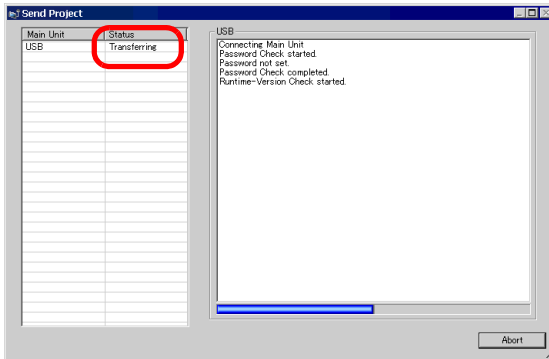 Send Project
Main Unit Status
USB Transferring
USB
Connecting Main Unit
Password Check started.
Password not set.
Password Check completed.
Runtime-Version Check started.
Abort